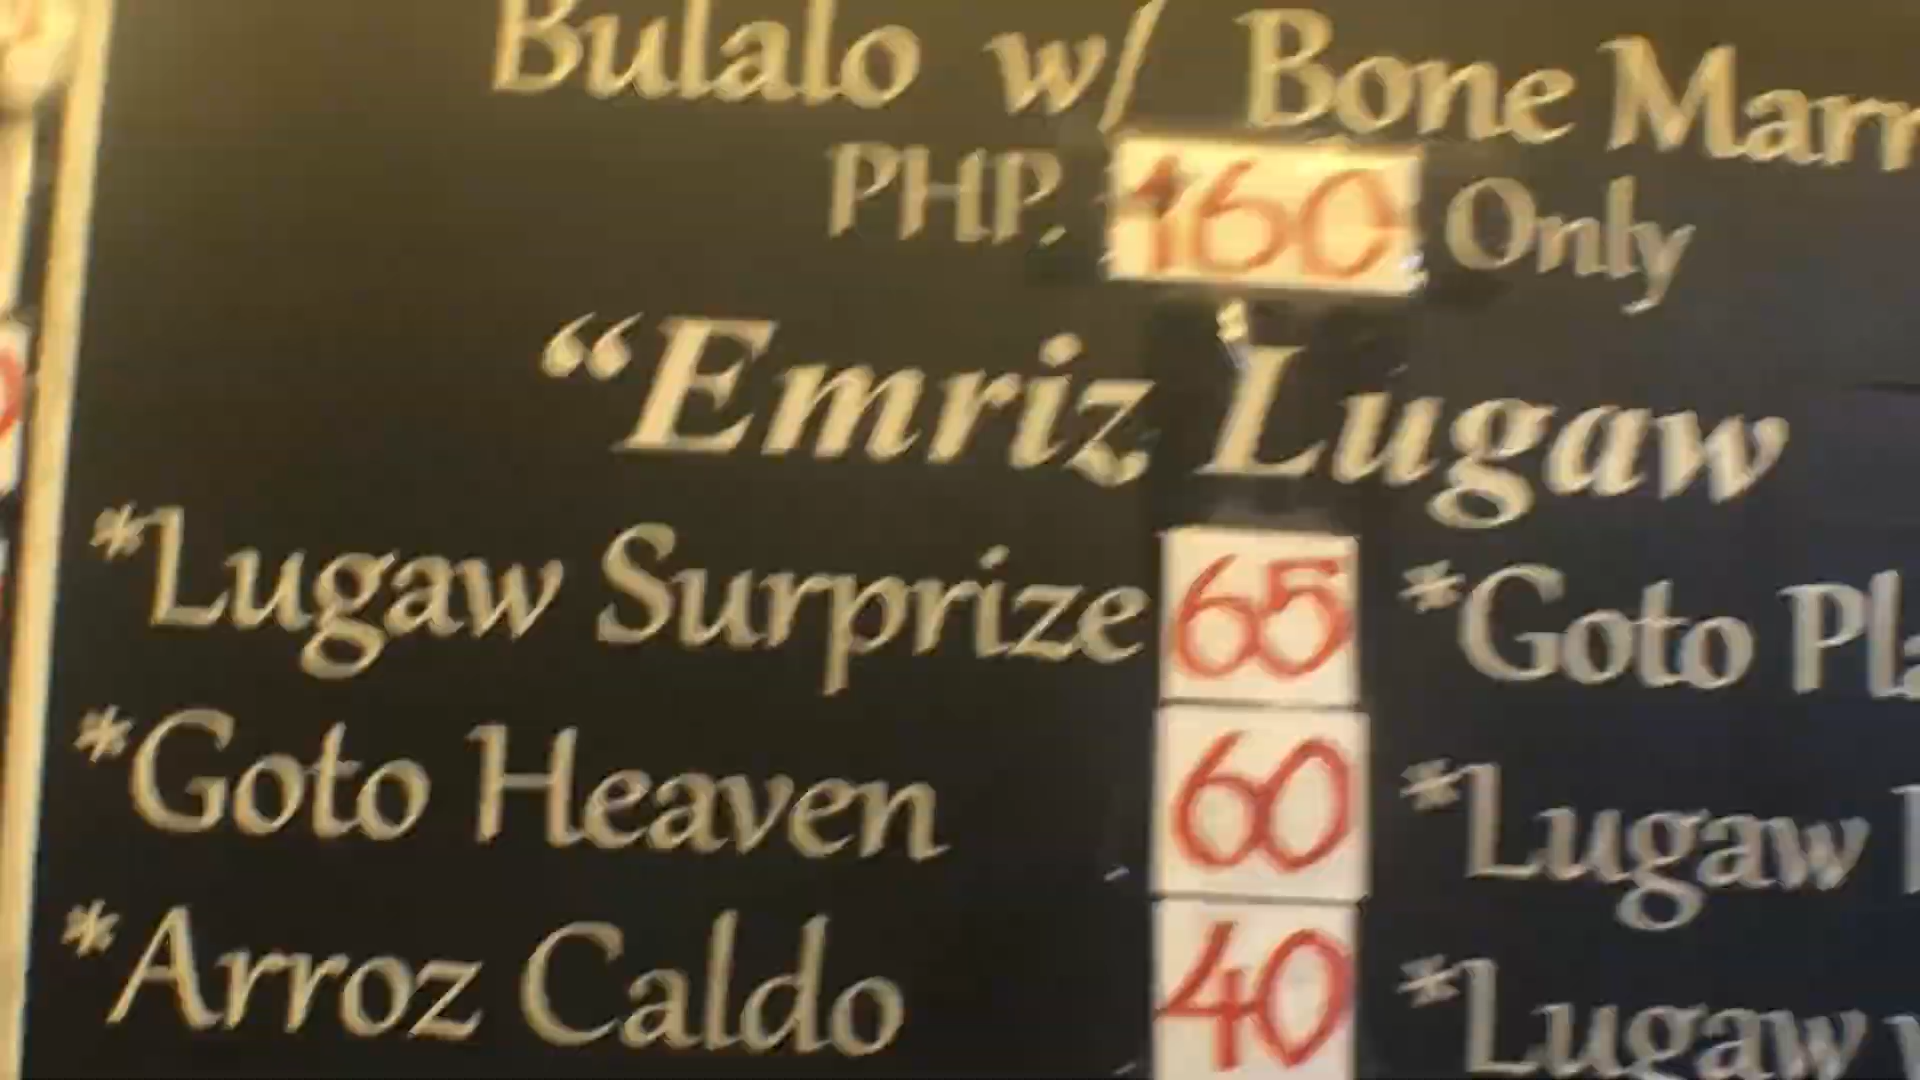 Bulalo w/ Bone Marr
PHP. 160 Only
“Emriz Lugaw
*Lugaw Surprize 65 *Goto Pla
*Goto Heaven 60 *Lugaw
*Arroz Caldo 40 *Lugaw